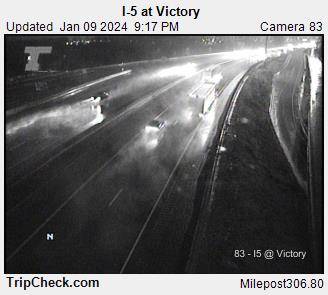 I-5 at Victory
Updated Jan 09 2024 9:17 PM Camera 83
T
N
83 - I5 @ Victory
TripCheck.com Milepost306.80